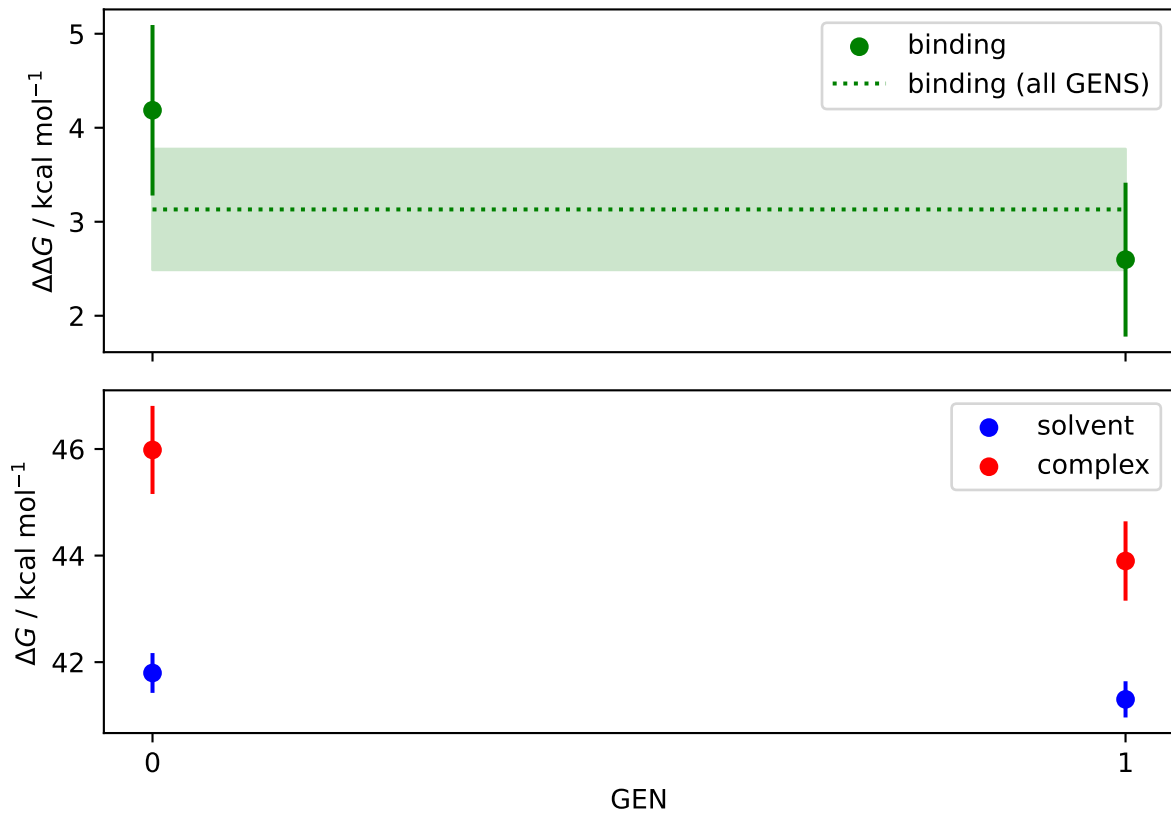 5
4
3
2
ΔΔG / kcal mol⁻¹
binding
binding (all GENS)
46
44
42
ΔG / kcal mol⁻¹
solvent
complex
0
1
GEN